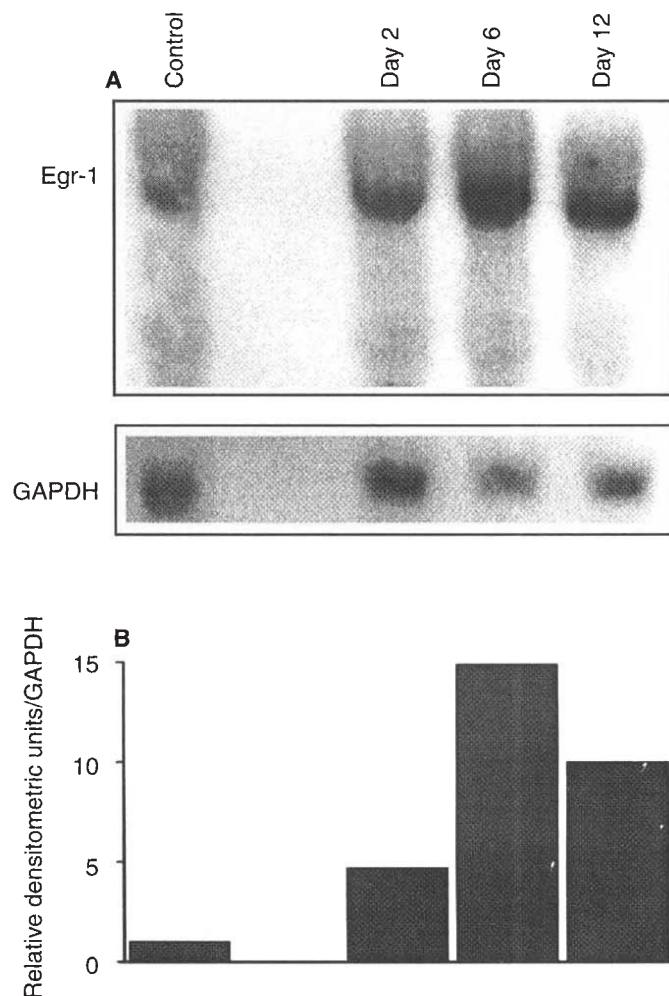 A
Control
Day 2
Day 6
Day 12
Egr-1
GAPDH
B
Relative densitometric units/GAPDH
15
10
5
0